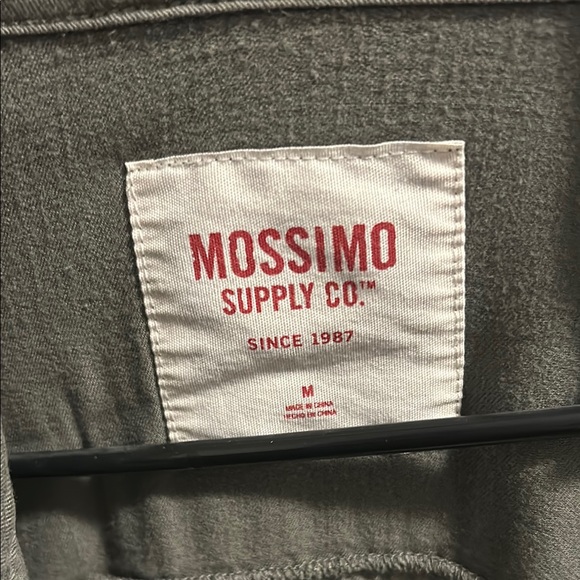 MOSSIMO
SUPPLY CO.™
SINCE 1987
M
MADE IN CHINA
HECHO EN CHINA